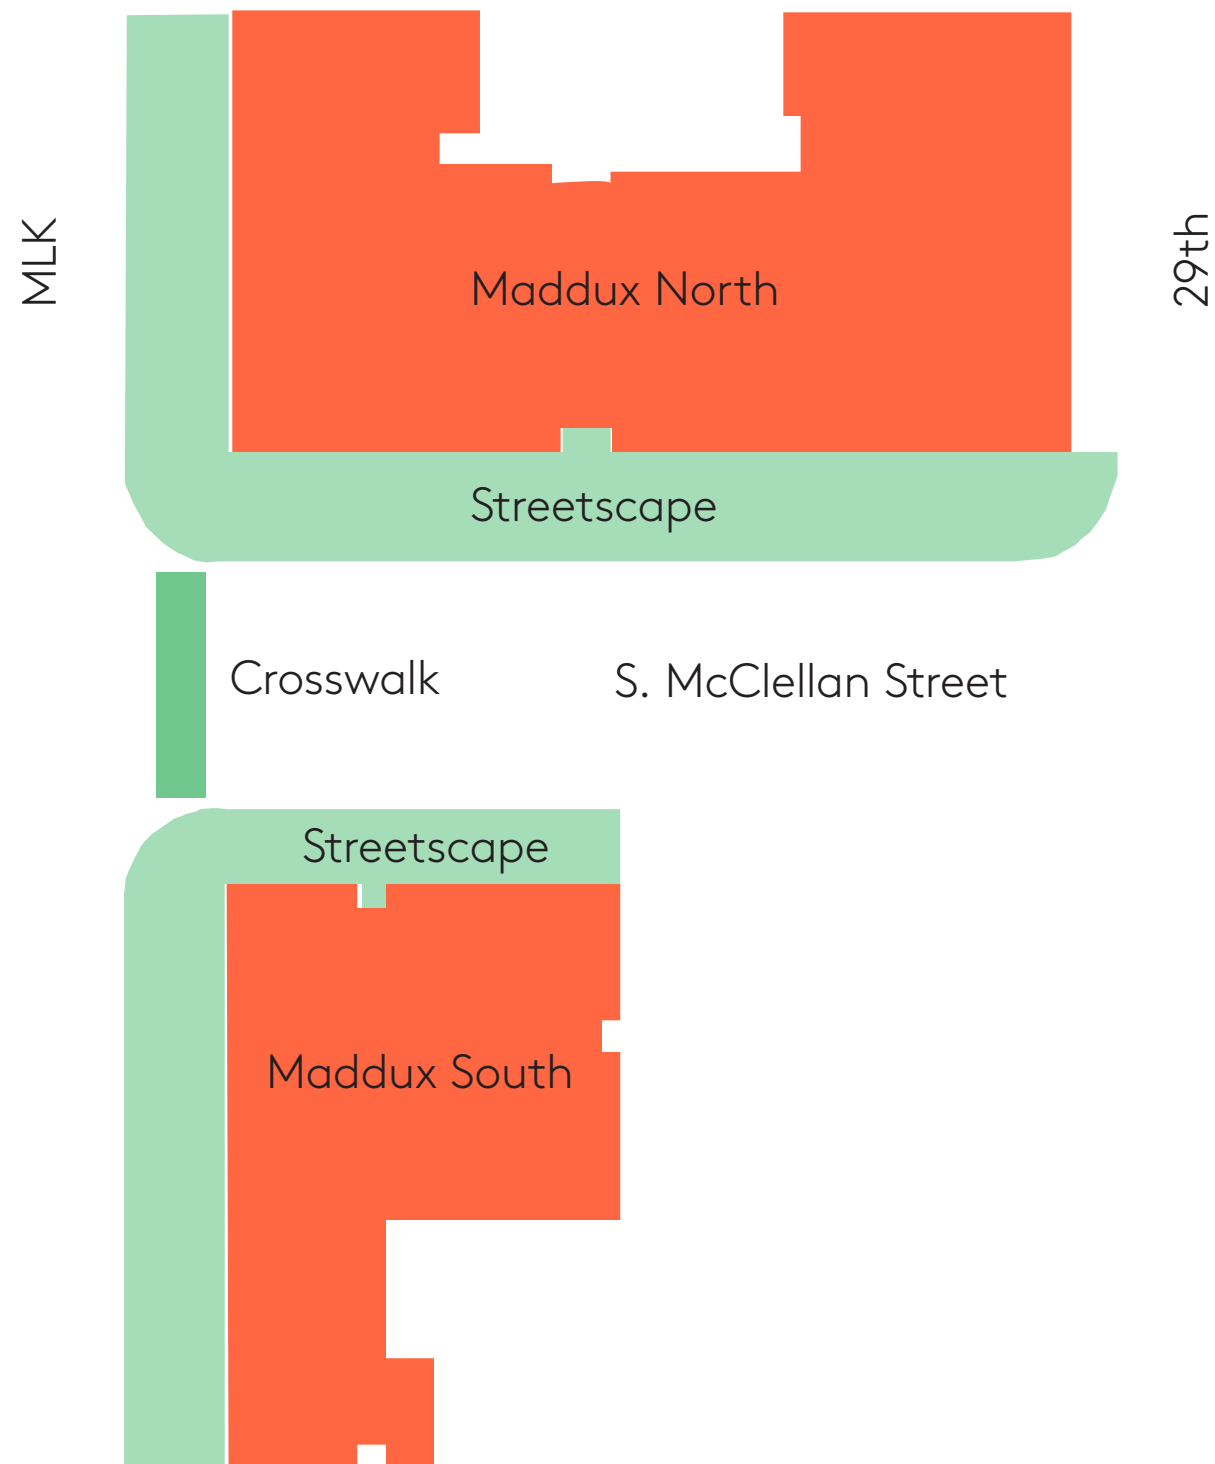 MLK
29th
Maddux North
Streetscape
Crosswalk
S. McClellan Street
Streetscape
Maddux South